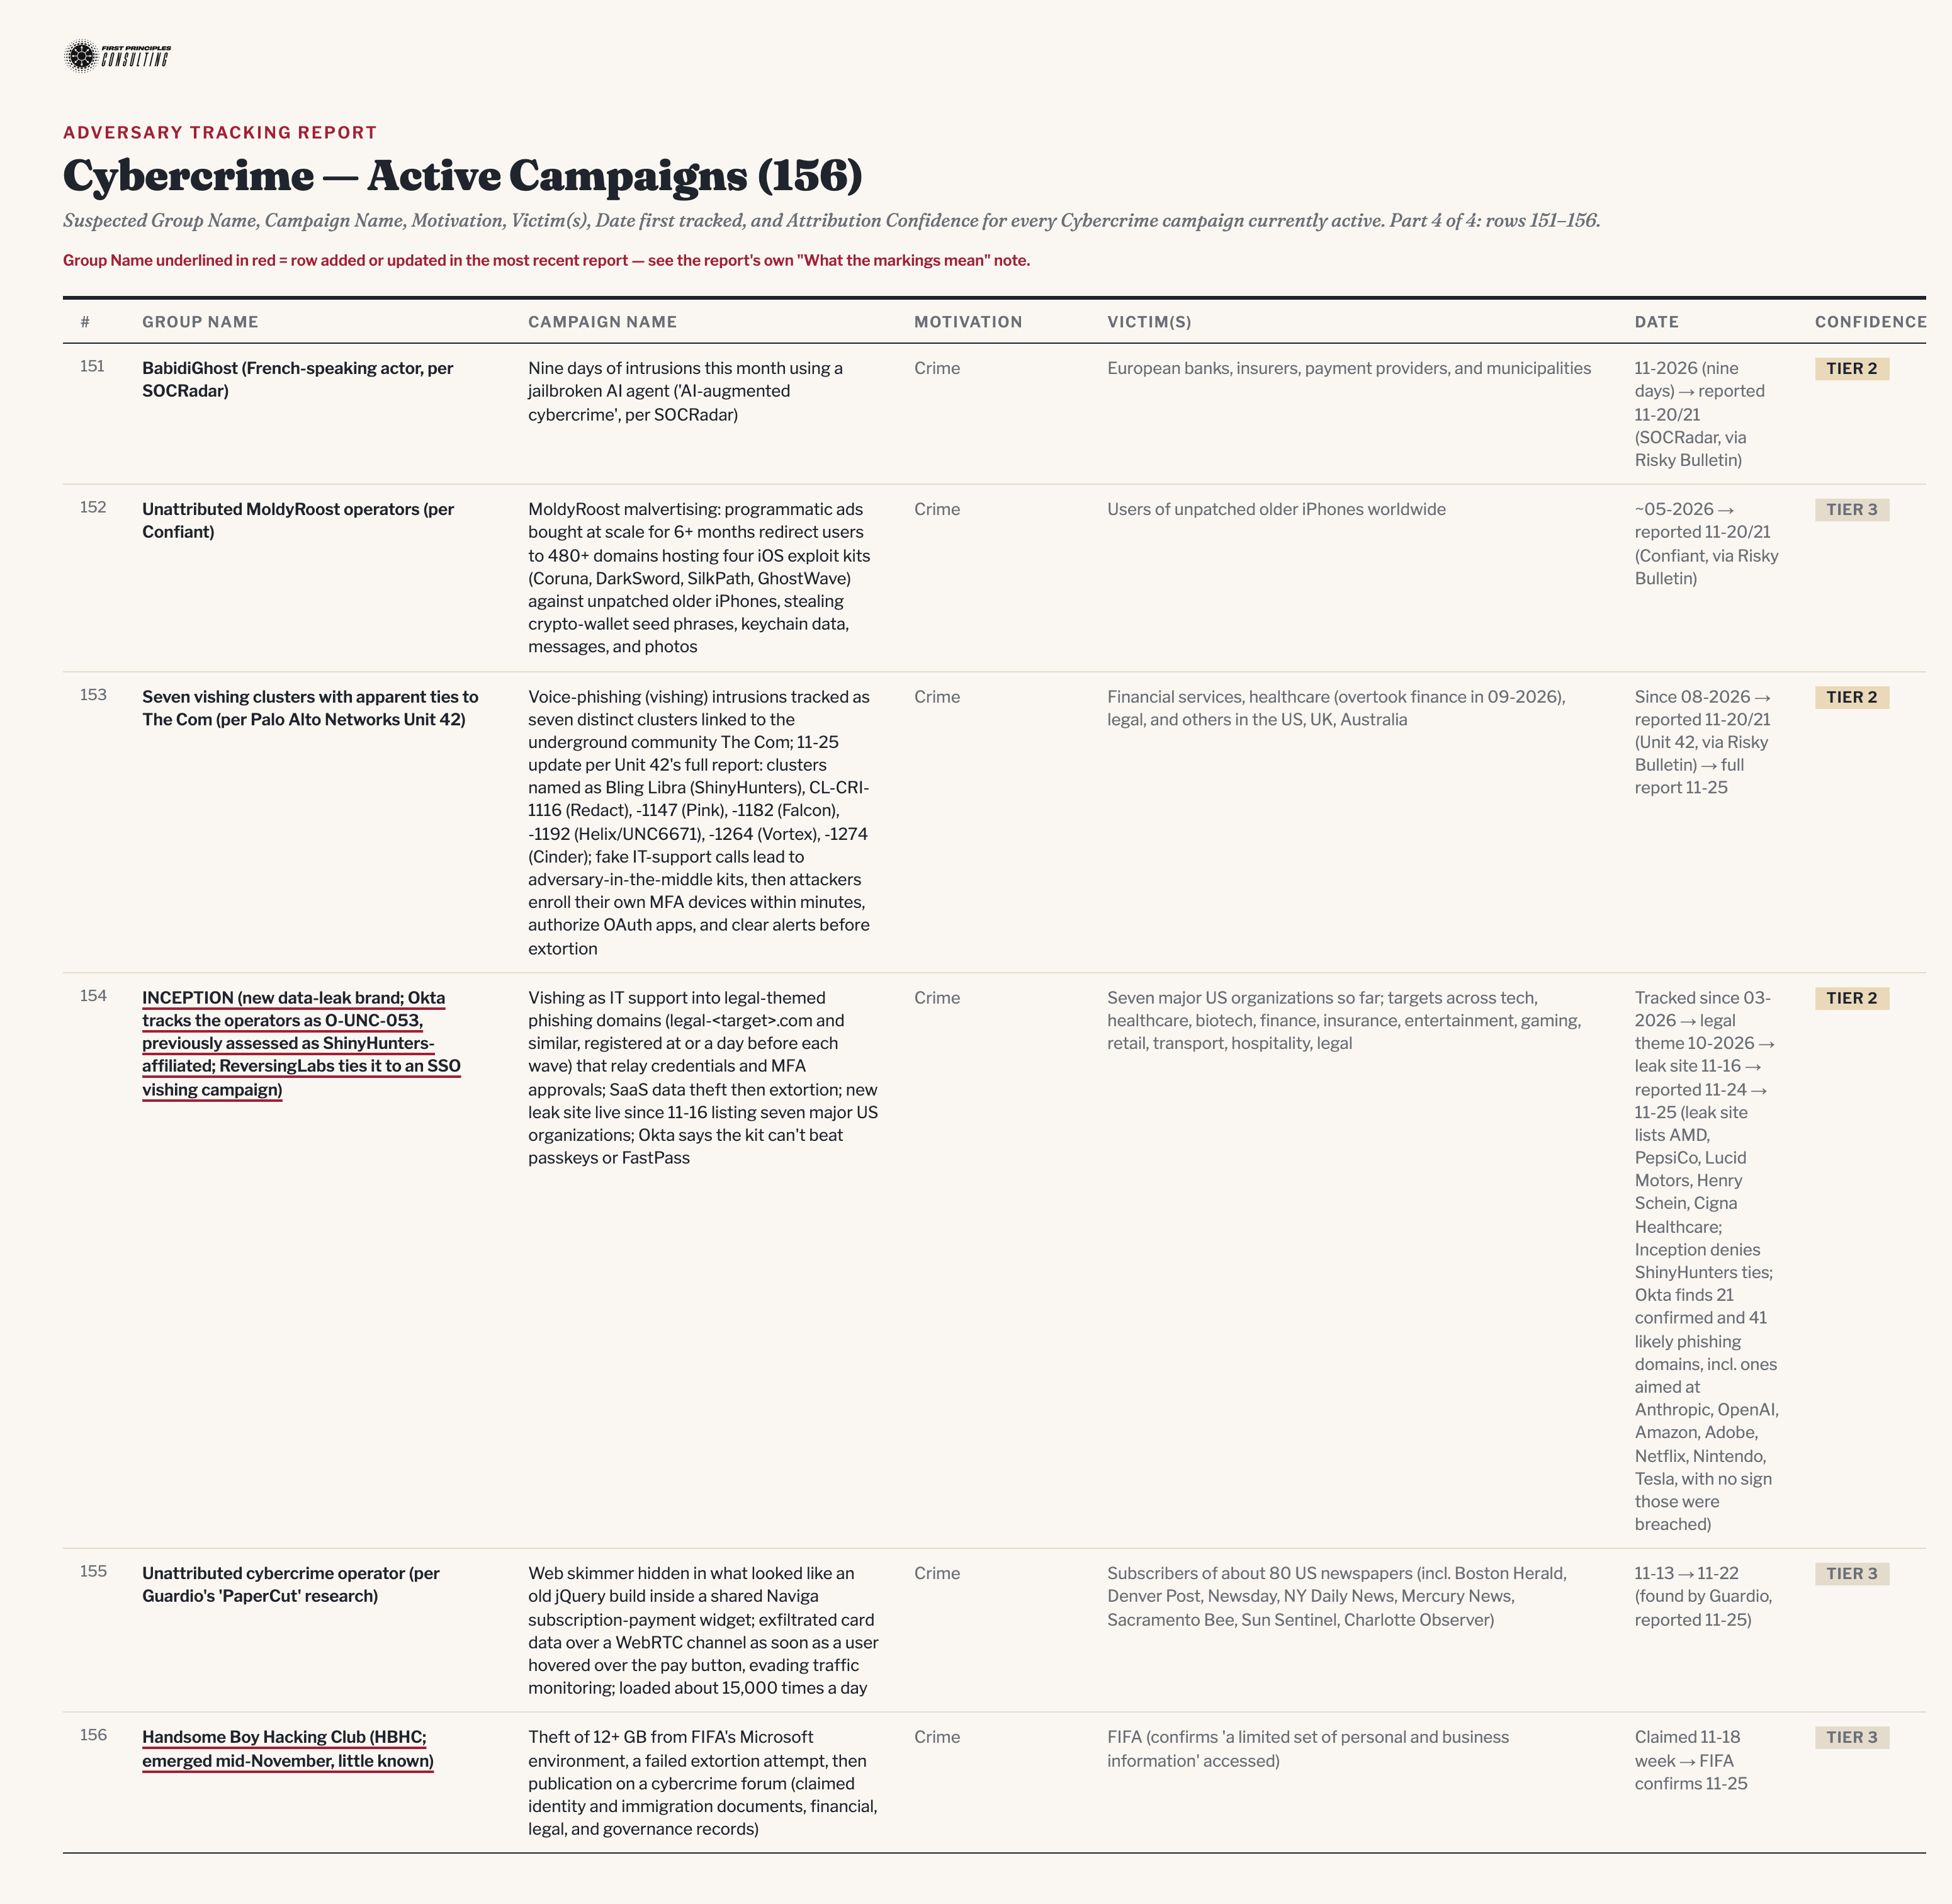 FIRST PRINCIPLES
CONSULTING
ADVERSARY TRACKING REPORT
Cybercrime — Active Campaigns (156)
Suspected Group Name, Campaign Name, Motivation, Victim(s), Date first tracked, and Attribution Confidence for every Cybercrime campaign currently active. Part 4 of 4: rows 151–156.
Group Name underlined in red = row added or updated in the most recent report — see the report's own "What the markings mean" note.
# GROUP NAME CAMPAIGN NAME MOTIVATION VICTIM(S) DATE CONFIDENCE
151
BabidiGhost (French-speaking actor, per
SOCRadar)
Nine days of intrusions this month using a
jailbroken AI agent ('AI-augmented
cybercrime', per SOCRadar)
Crime
European banks, insurers, payment providers, and municipalities
11-2026 (nine
days) → reported
11-20/21
(SOCRadar, via
Risky Bulletin)
TIER 2
152
Unattributed MoldyRoost operators (per
Confiant)
MoldyRoost malvertising: programmatic ads
bought at scale for 6+ months redirect users
to 480+ domains hosting four iOS exploit kits
(Coruna, DarkSword, SilkPath, GhostWave)
against unpatched older iPhones, stealing
crypto-wallet seed phrases, keychain data,
messages, and photos
Crime
Users of unpatched older iPhones worldwide
~05-2026 →
reported 11-20/21
(Confiant, via Risky
Bulletin)
TIER 3
153
Seven vishing clusters with apparent ties to
The Com (per Palo Alto Networks Unit 42)
Voice-phishing (vishing) intrusions tracked as
seven distinct clusters linked to the
underground community The Com; 11-25
update per Unit 42's full report: clusters
named as Bling Libra (ShinyHunters), CL-CRI-
1116 (Redact), -1147 (Pink), -1182 (Falcon),
-1192 (Helix/UNC6671), -1264 (Vortex), -1274
(Cinder); fake IT-support calls lead to
adversary-in-the-middle kits, then attackers
enroll their own MFA devices within minutes,
authorize OAuth apps, and clear alerts before
extortion
Crime
Financial services, healthcare (overtook finance in 09-2026),
legal, and others in the US, UK, Australia
Since 08-2026 →
reported 11-20/21
(Unit 42, via Risky
Bulletin) → full
report 11-25
TIER 2
154
INCEPTION (new data-leak brand; Okta
tracks the operators as O-UNC-053,
previously assessed as ShinyHunters-
affiliated; ReversingLabs ties it to an SSO
vishing campaign)
Vishing as IT support into legal-themed
phishing domains (legal-<target>.com and
similar, registered at or a day before each
wave) that relay credentials and MFA
approvals; SaaS data theft then extortion; new
leak site live since 11-16 listing seven major US
organizations; Okta says the kit can't beat
passkeys or FastPass
Crime
Seven major US organizations so far; targets across tech,
healthcare, biotech, finance, insurance, entertainment, gaming,
retail, transport, hospitality, legal
Tracked since 03-
2026 → legal
theme 10-2026 →
leak site 11-16 →
reported 11-24 →
11-25 (leak site
lists AMD,
PepsiCo, Lucid
Motors, Henry
Schein, Cigna
Healthcare;
Inception denies
ShinyHunters ties;
Okta finds 21
confirmed and 41
likely phishing
domains, incl. ones
aimed at
Anthropic, OpenAI,
Amazon, Adobe,
Netflix, Nintendo,
Tesla, with no sign
those were
breached)
TIER 2
155
Unattributed cybercrime operator (per
Guardio's 'PaperCut' research)
Web skimmer hidden in what looked like an
old jQuery build inside a shared Naviga
subscription-payment widget; exfiltrated card
data over a WebRTC channel as soon as a user
hovered over the pay button, evading traffic
monitoring; loaded about 15,000 times a day
Crime
Subscribers of about 80 US newspapers (incl. Boston Herald,
Denver Post, Newsday, NY Daily News, Mercury News,
Sacramento Bee, Sun Sentinel, Charlotte Observer)
11-13 → 11-22
(found by Guardio,
reported 11-25)
TIER 3
156
Handsome Boy Hacking Club (HBHC;
emerged mid-November, little known)
Theft of 12+ GB from FIFA's Microsoft
environment, a failed extortion attempt, then
publication on a cybercrime forum (claimed
identity and immigration documents, financial,
legal, and governance records)
Crime
FIFA (confirms 'a limited set of personal and business
information' accessed)
Claimed 11-18
week → FIFA
confirms 11-25
TIER 3